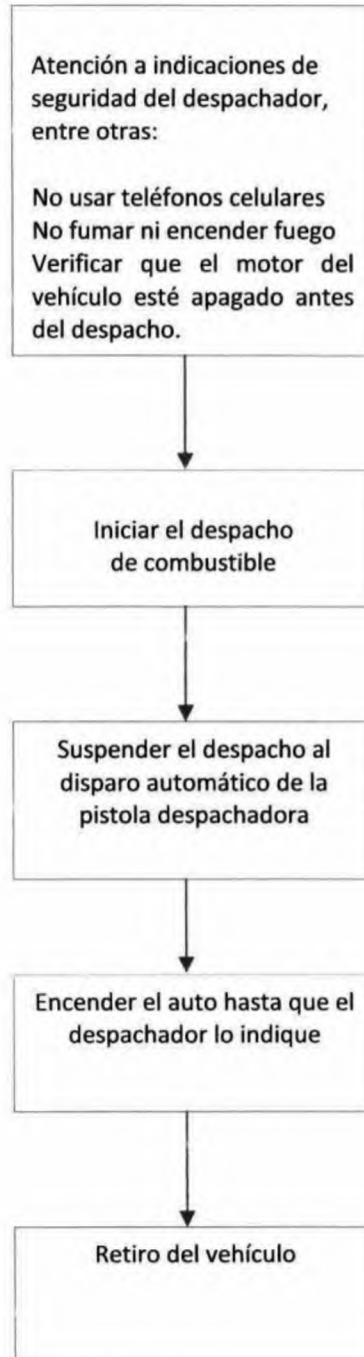 Atención a indicaciones de
seguridad del despachador,
entre otras:
No usar teléfonos celulares
No fumar ni encender fuego
Verificar que el motor del
vehículo esté apagado antes
del despacho.
Iniciar el despacho
de combustible
Suspender el despacho al
disparo automático de la
pistola despachadora
Encender el auto hasta que el
despachador lo indique
Retiro del vehículo